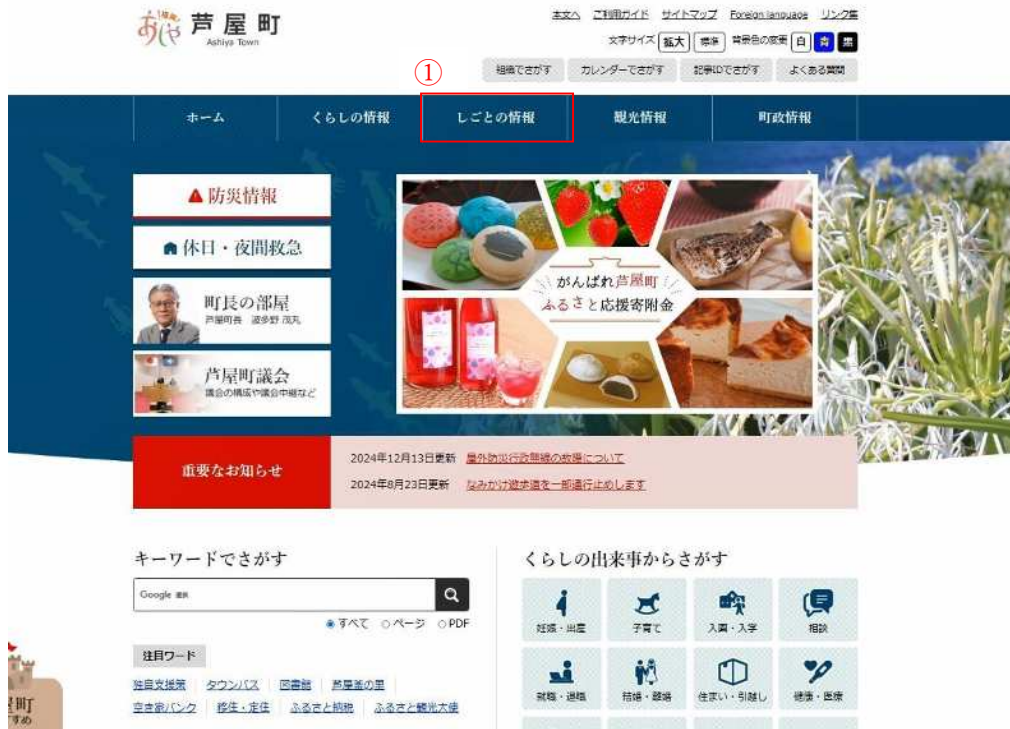 芦屋町
Ashiya Town
本文へ ご利用ガイド サイトマップ Foreign language リンク集
文字サイズ 拡大 標準 背景色の変更 白 青 黒
組織でさがす カレンダーでさがす 記事IDでさがす よくある質問
①
ホーム くらしの情報 しごとの情報 観光情報 町政情報
防災情報
休日・夜間救急
町長の部屋
芦屋町長 波多野 茂丸
芦屋町議会
議会の構成や議会中継など
がんばれ芦屋町
ふるさと応援寄附金
重要なお知らせ
2024年12月13日更新 屋外防災行政無線の故障について
2024年8月23日更新 なみかけ遊歩道を一部通行止めします
キーワードでさがす
Google 提供
すべて ページ PDF
注目ワード
独自支援策 タウンバス 図書館 芦屋釜の里
空き家バンク 移住・定住 ふるさと納税 ふるさと観光大使
くらしの出来事からさがす
妊娠・出産 子育て 入園・入学 相談
就職・退職 結婚・離婚 住まい・引越し 健康・医療